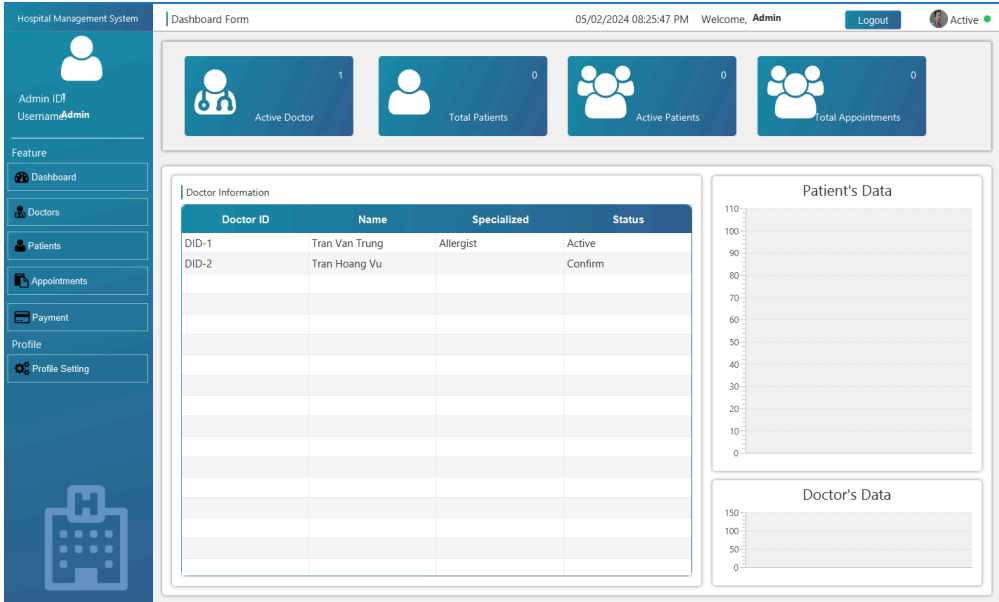 Hospital Management System
Dashboard Form
05/02/2024 08:25:47 PM
Welcome, Admin
Logout
Active
Admin ID: 1
Username: Admin
Feature
Dashboard
Doctors
Patients
Appointments
Payment
Profile
Profile Setting
1
Active Doctor
0
Total Patients
0
Active Patients
0
Total Appointments
Doctor Information
Doctor ID Name Specialized Status
DID-1 Tran Van Trung Allergist Active
DID-2 Tran Hoang Vu Confirm
Patient's Data
110
100
90
80
70
60
50
40
30
20
10
0
Doctor's Data
150
100
50
0